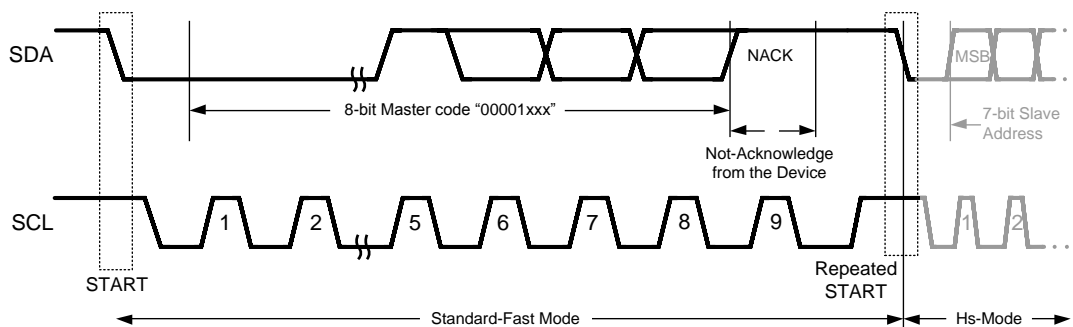 SDA
NACK
MSB
8-bit Master code “00001xxx”
7-bit Slave
Address
Not-Acknowledge
from the Device
SCL
1
2
5
6
7
8
9
1
2
START
Repeated
START
Standard-Fast Mode
Hs-Mode